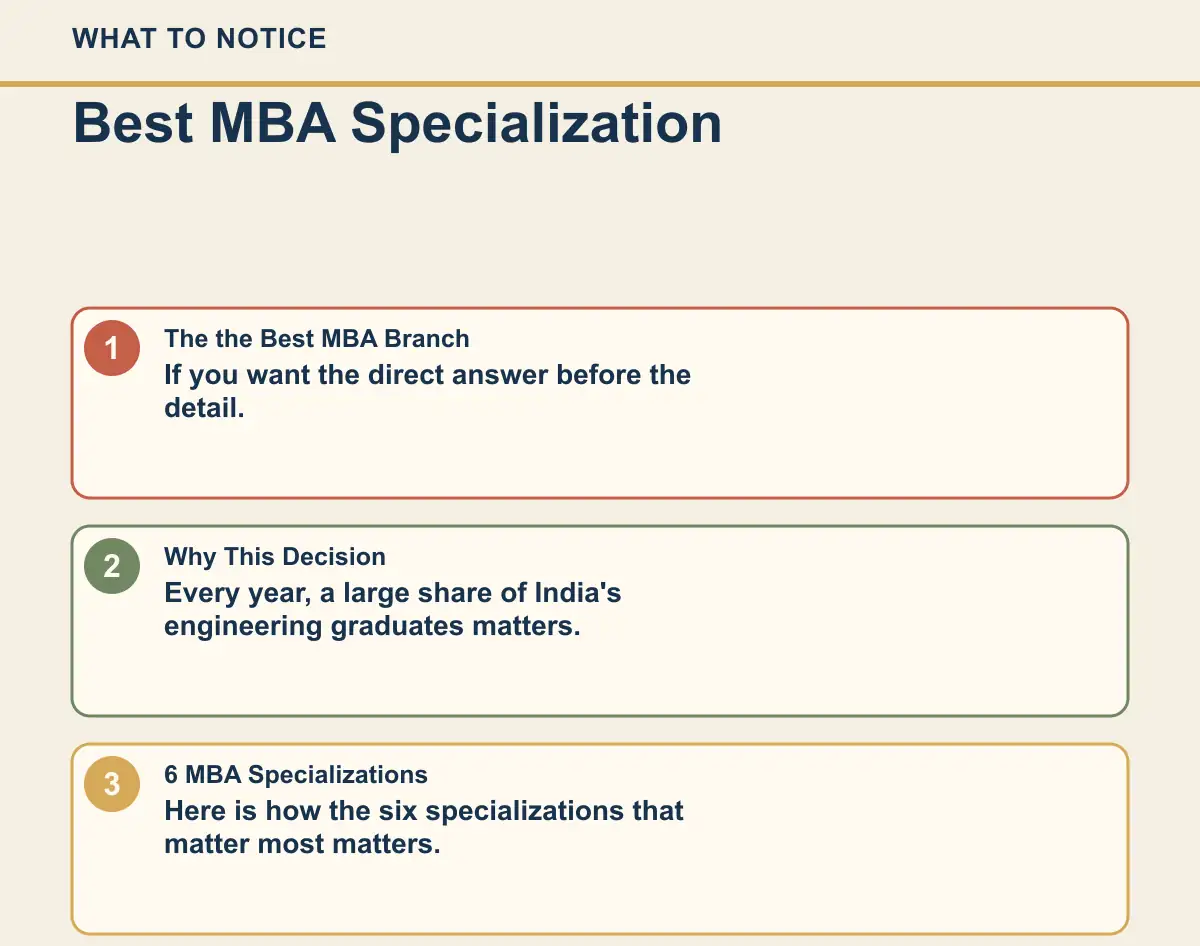 WHAT TO NOTICE
Best MBA Specialization
1
The the Best MBA Branch
If you want the direct answer before the
detail.
2
Why This Decision
Every year, a large share of India's
engineering graduates matters.
3
6 MBA Specializations
Here is how the six specializations that
matter most matters.